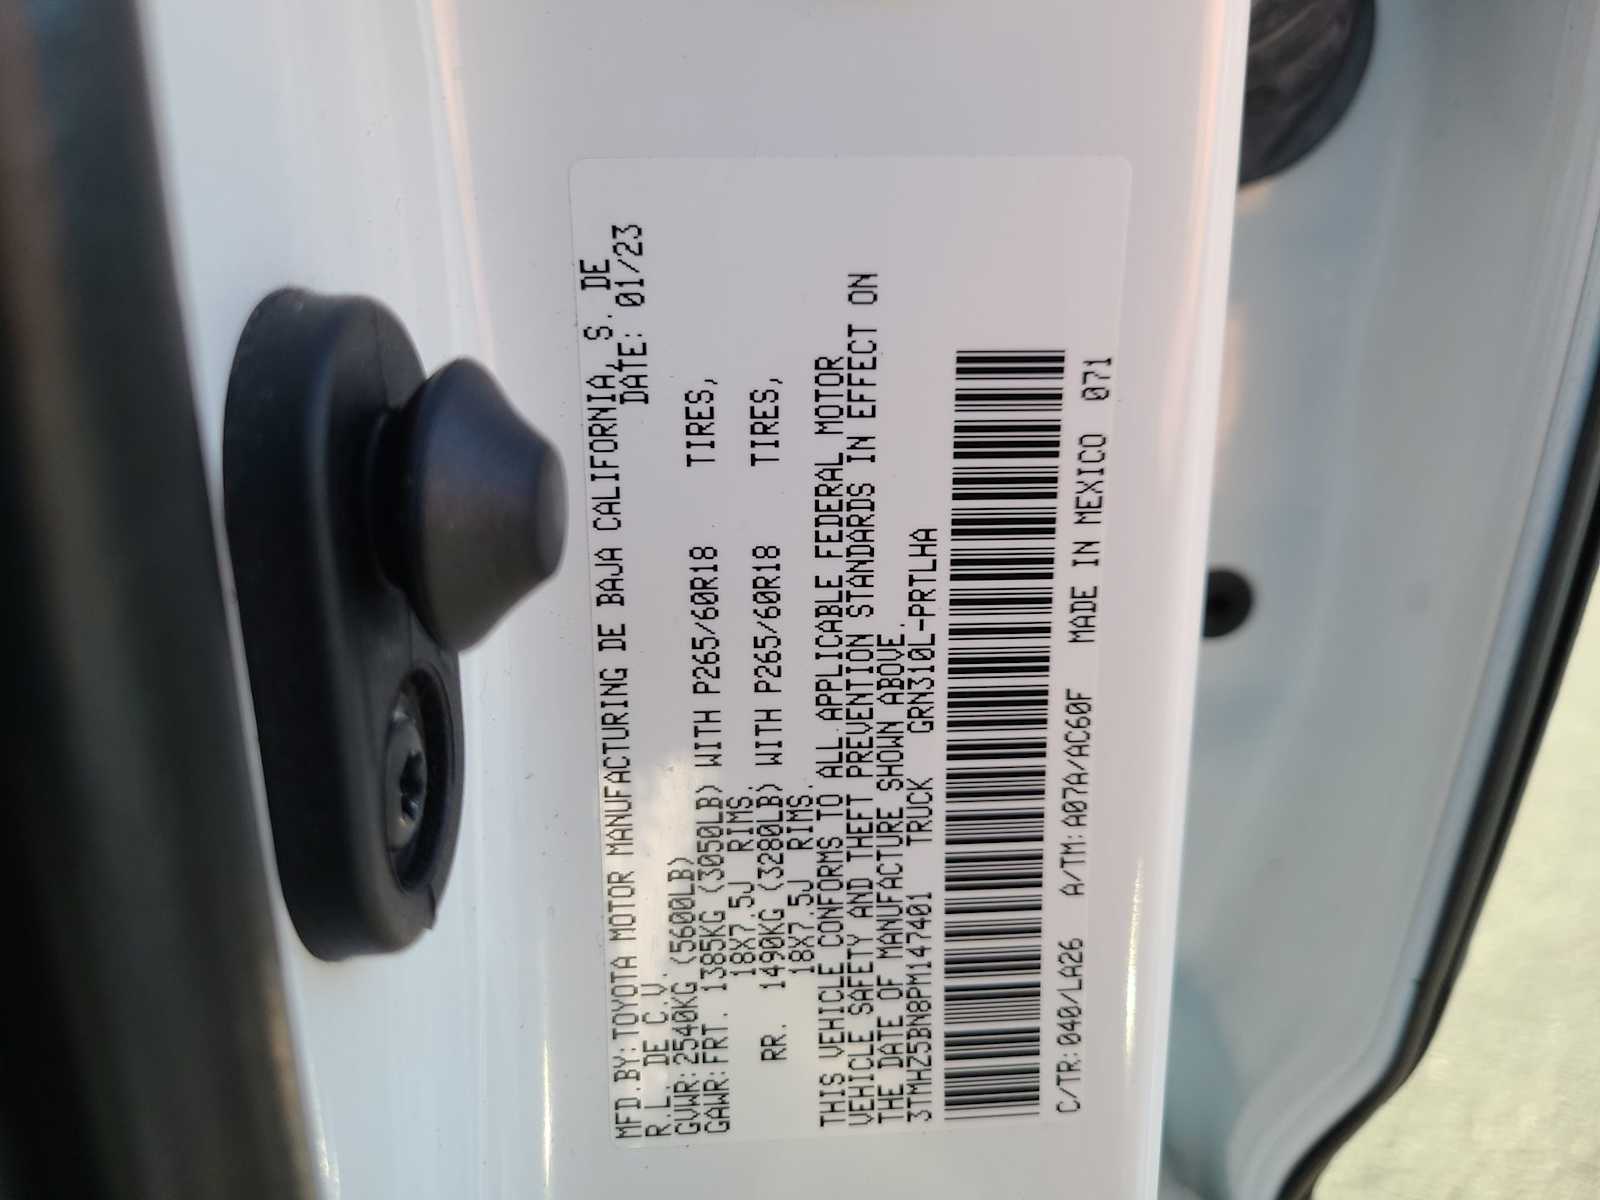 MFD.BY:TOYOTA MOTOR MANUFACTURING DE BAJA CALIFORNIA, S. DE
R.L. DE C.V. DATE: 01/23
GVWR:2540KG (5600LB)
GAWR:FRT. 1385KG (3050LB) WITH P265/60R18 TIRES,
18X7.5J RIMS.
RR. 1490KG (3280LB) WITH P265/60R18 TIRES,
18X7.5J RIMS.
THIS VEHICLE CONFORMS TO ALL APPLICABLE FEDERAL MOTOR
VEHICLE SAFETY AND THEFT PREVENTION STANDARDS IN EFFECT ON
THE DATE OF MANUFACTURE SHOWN ABOVE.
3TMHZ5BN8PM147401 TRUCK GRN310L-PRTLHA
C/TR:040/LA26 A/TM:A07A/AC60F MADE IN MEXICO 071